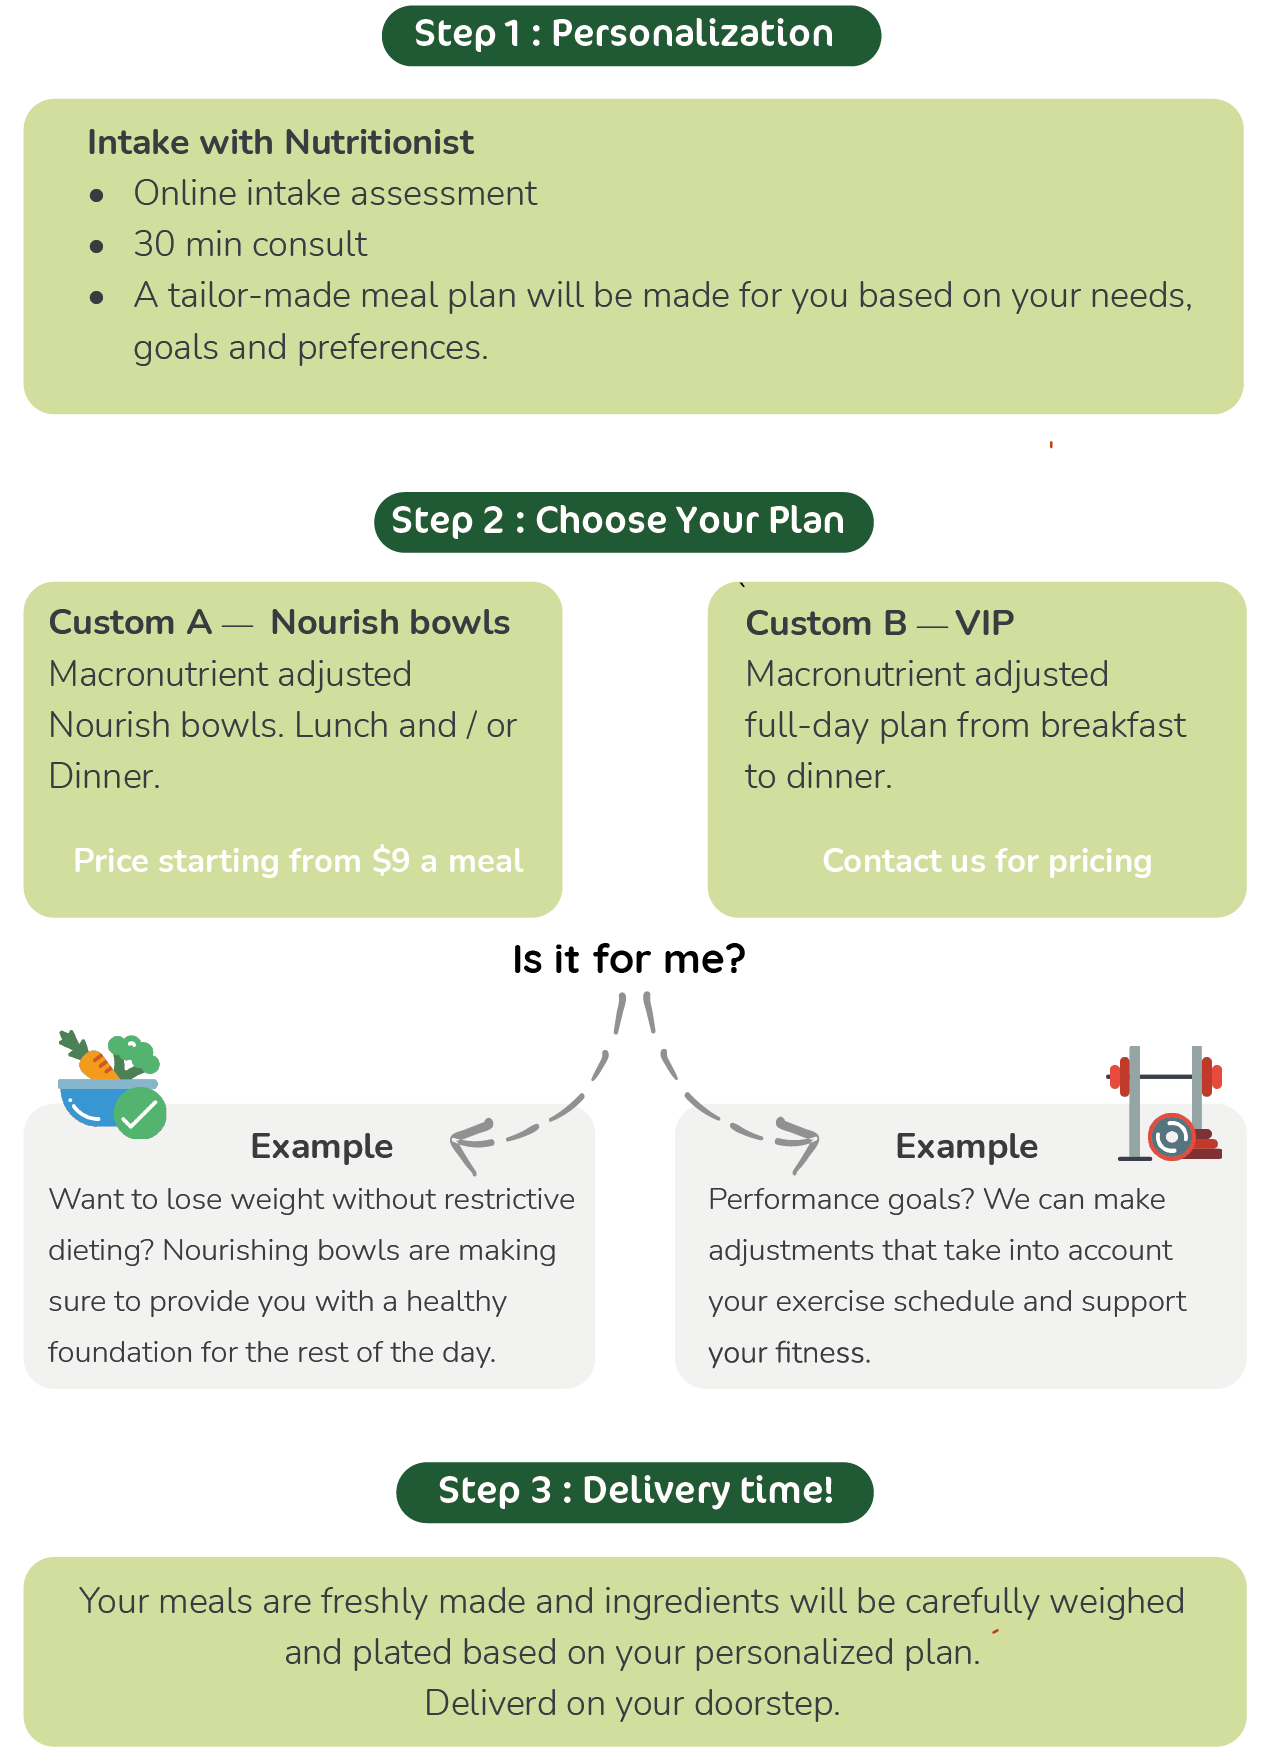 Step 1 : Personalization
Intake with Nutritionist
● Online intake assessment
● 30 min consult
● A tailor-made meal plan will be made for you based on your needs,
goals and preferences.
Step 2 : Choose Your Plan
Custom A — Nourish bowls
Macronutrient adjusted
Nourish bowls. Lunch and / or
Dinner.
Price starting from $9 a meal
`
Custom B — VIP
Macronutrient adjusted
full-day plan from breakfast
to dinner.
Contact us for pricing
Is it for me?
Example
Want to lose weight without restrictive
dieting? Nourishing bowls are making
sure to provide you with a healthy
foundation for the rest of the day.
Example
Performance goals? We can make
adjustments that take into account
your exercise schedule and support
your fitness.
Step 3 : Delivery time!
Your meals are freshly made and ingredients will be carefully weighed
and plated based on your personalized plan.
Deliverd on your doorstep.